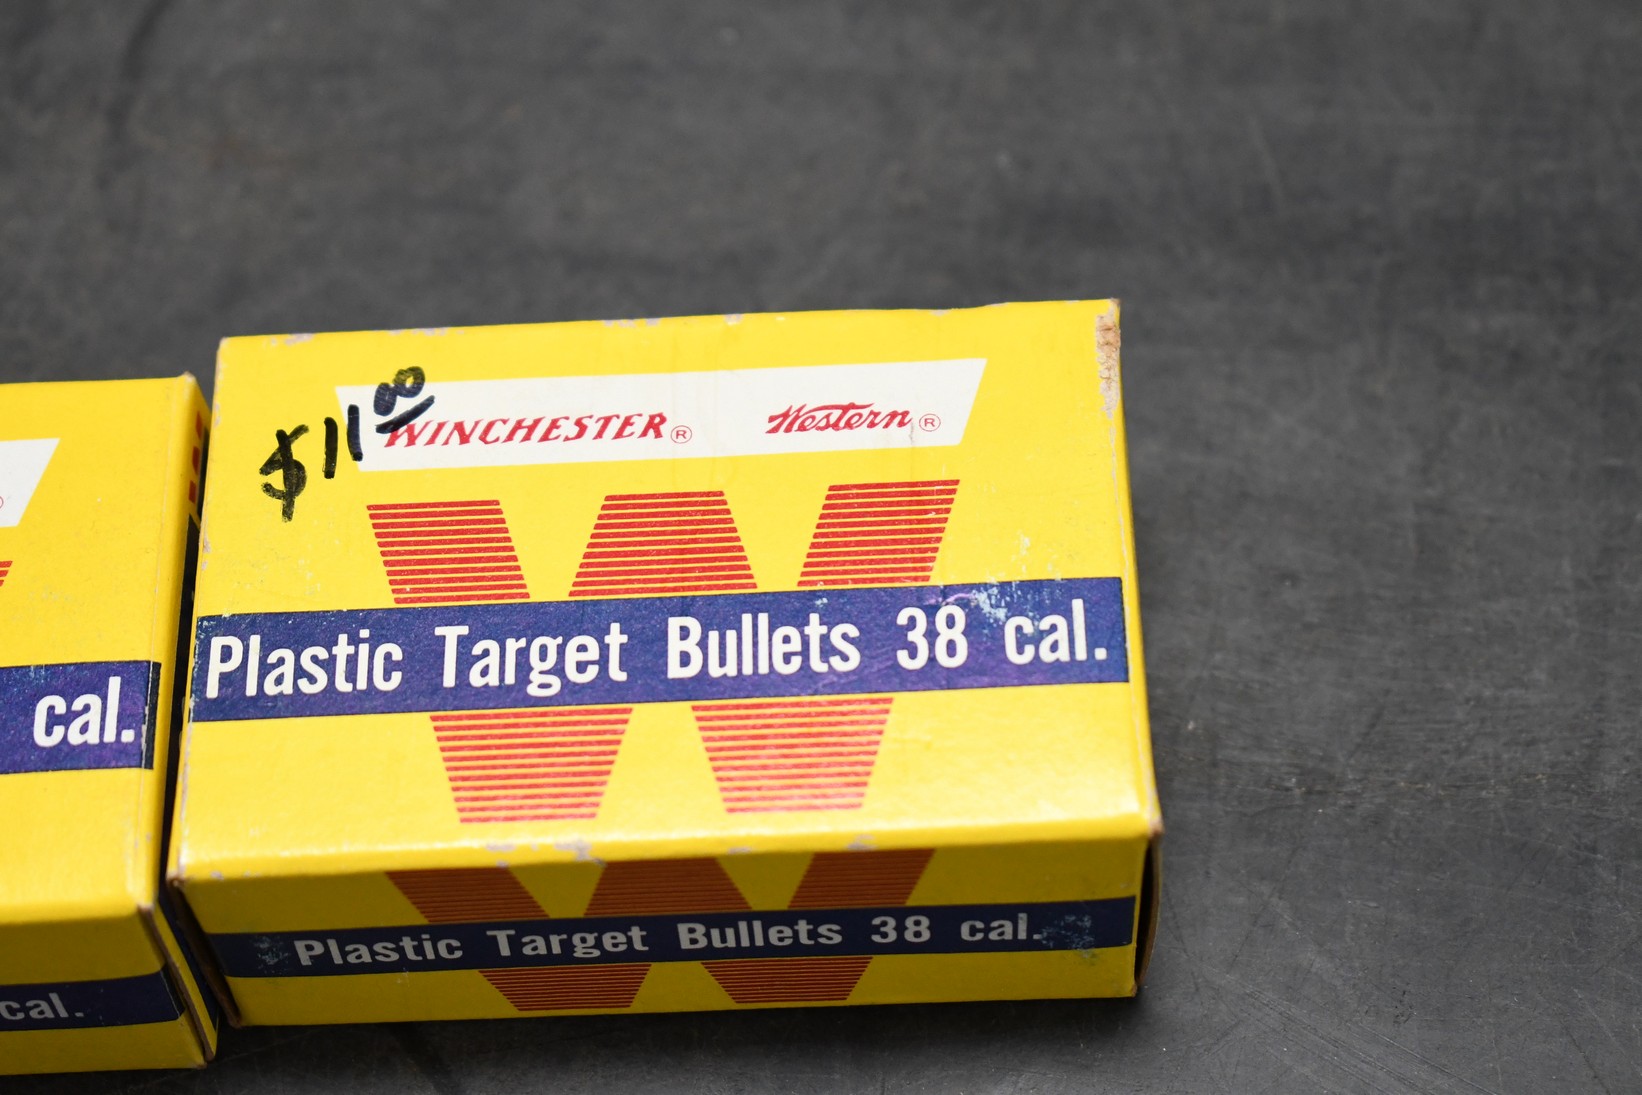 $11.00
WINCHESTER® Western®
Plastic Target Bullets 38 cal.
Plastic Target Bullets 38 cal.
cal.
cal.